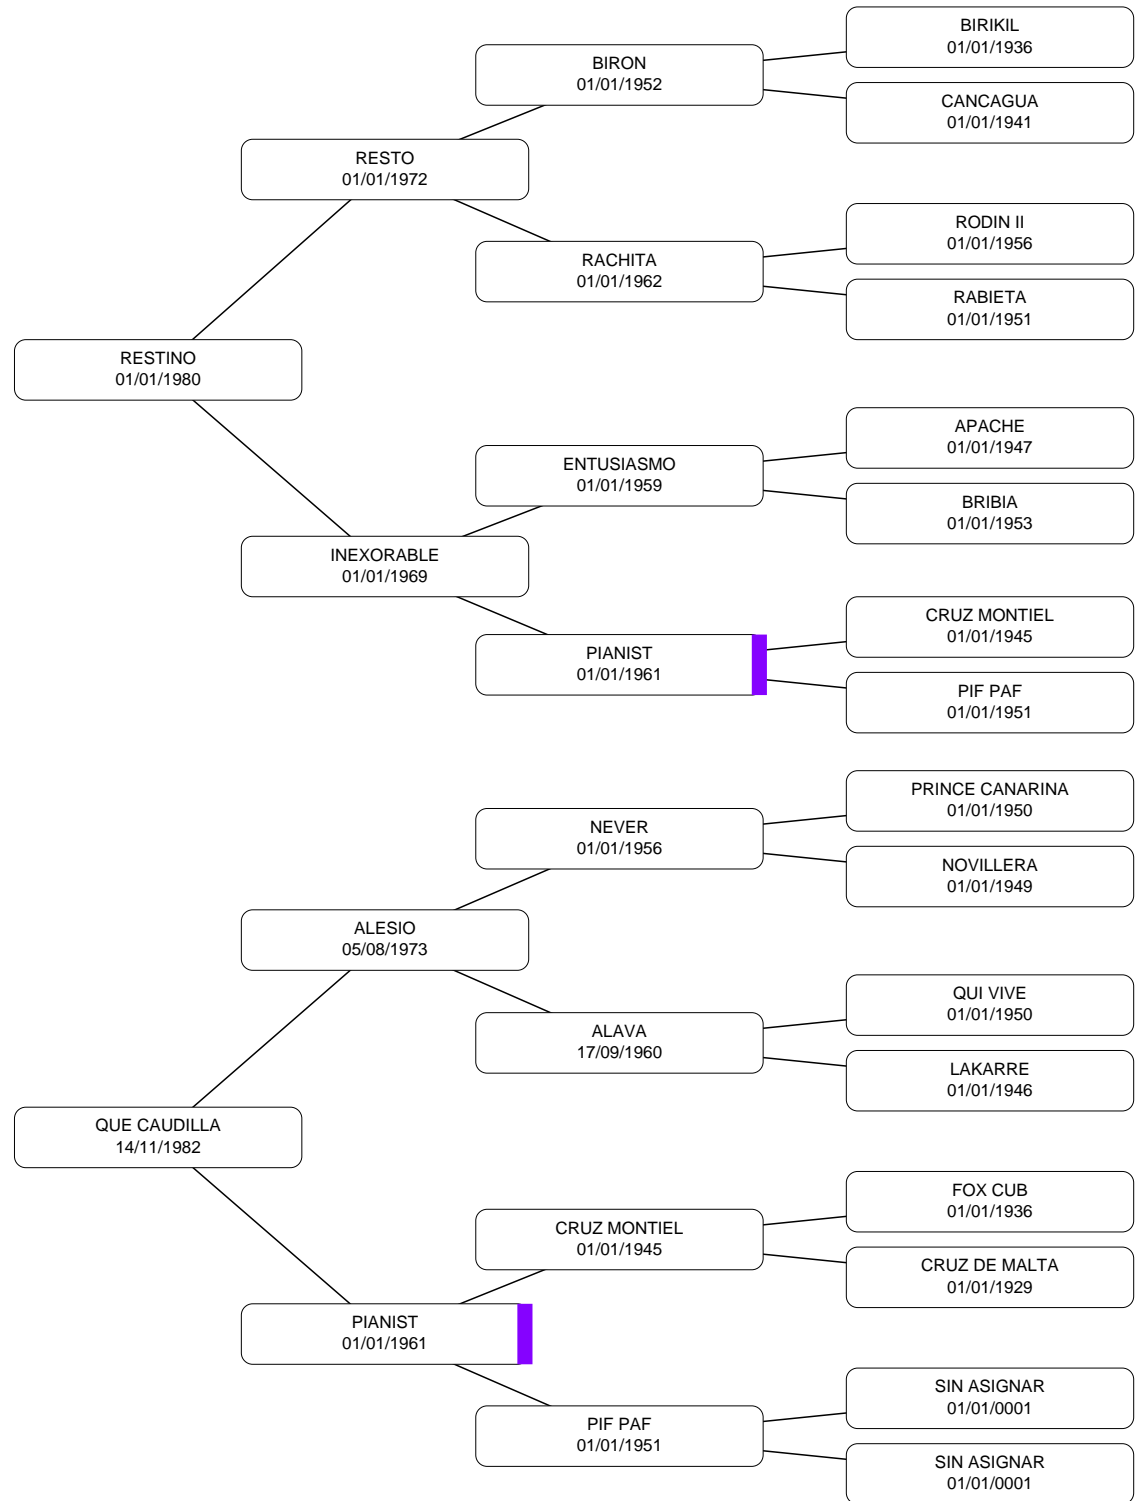 BIRIKIL
01/01/1936
BIRON
01/01/1952
CANCAGUA
01/01/1941
RESTO
01/01/1972
RODIN II
01/01/1956
RACHITA
01/01/1962
RABIETA
01/01/1951
RESTINO
01/01/1980
APACHE
01/01/1947
ENTUSIASMO
01/01/1959
BRIBIA
01/01/1953
INEXORABLE
01/01/1969
CRUZ MONTIEL
01/01/1945
PIANIST
01/01/1961
PIF PAF
01/01/1951
PRINCE CANARINA
01/01/1950
NEVER
01/01/1956
NOVILLERA
01/01/1949
ALESIO
05/08/1973
QUI VIVE
01/01/1950
ALAVA
17/09/1960
LAKARRE
01/01/1946
QUE CAUDILLA
14/11/1982
FOX CUB
01/01/1936
CRUZ MONTIEL
01/01/1945
CRUZ DE MALTA
01/01/1929
PIANIST
01/01/1961
SIN ASIGNAR
01/01/0001
PIF PAF
01/01/1951
SIN ASIGNAR
01/01/0001